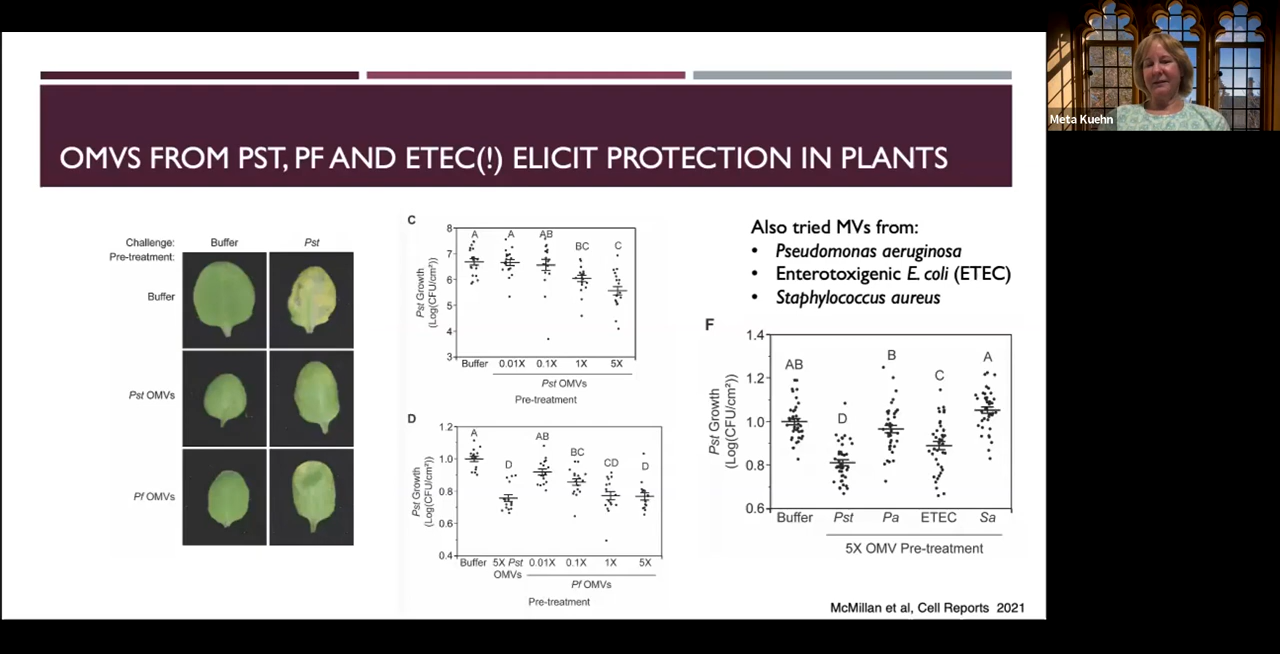 OMVS FROM PST, PF AND ETEC(!) ELICIT PROTECTION IN PLANTS
Meta Kuehn
Challenge: Buffer Pst
Pre-treatment:
Buffer
Pst OMVs
Pf OMVs
C
8
7
6
5
4
3
Pst Growth
(Log(CFU/cm²))
A A AB BC C
Buffer 0.01X 0.1X 1X 5X
Pst OMVs
Pre-treatment
D
1.2
1.0
0.8
0.6
0.4
Pst Growth
(Log(CFU/cm²))
A D AB BC CD D
Buffer 5X Pst OMVs 0.01X 0.1X 1X 5X
Pf OMVs
Pre-treatment
Also tried MVs from:
• Pseudomonas aeruginosa
• Enterotoxigenic E. coli (ETEC)
• Staphylococcus aureus
F
1.4
1.2
1.0
0.8
0.6
Pst Growth
(Log(CFU/cm²))
AB D B C A
Buffer Pst Pa ETEC Sa
5X OMV Pre-treatment
McMillan et al, Cell Reports 2021